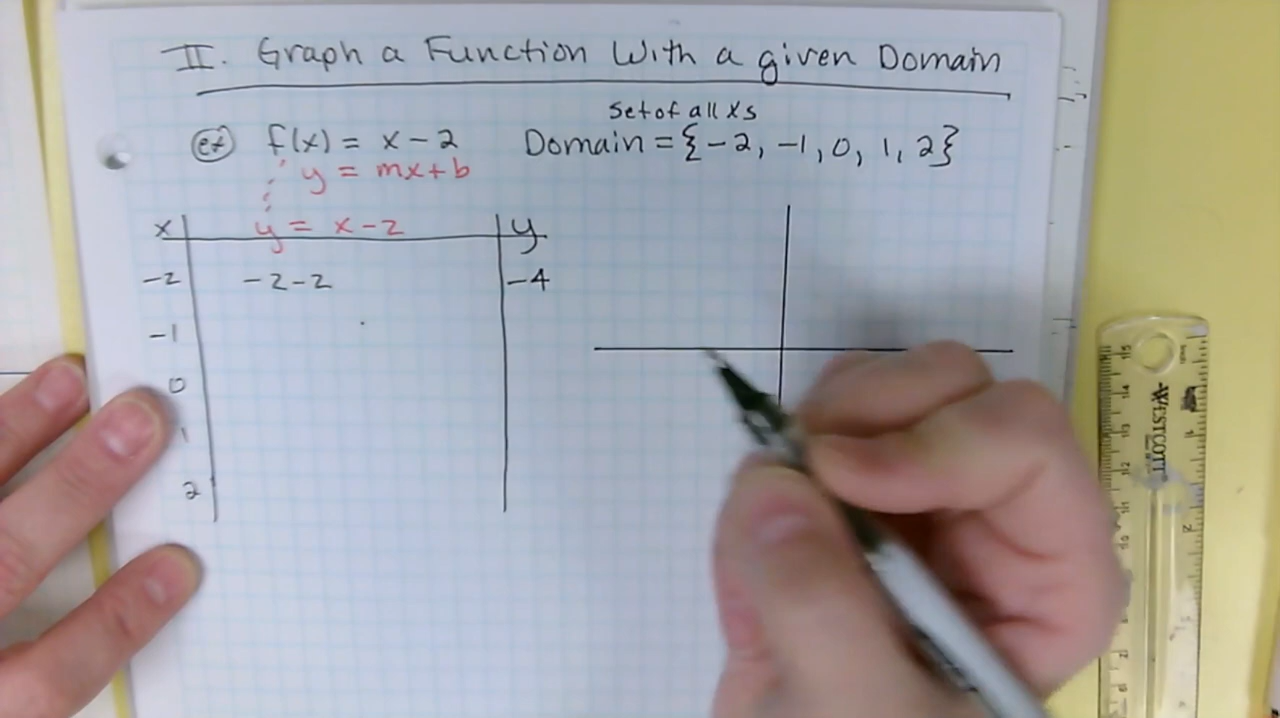 II. Graph a Function With a given Domain
Set of all xs
ex f(x) = x - 2 Domain = {-2, -1, 0, 1, 2}
y = mx + b
x y = x - 2 y
-2 -2-2 -4
-1
0
1
2
WESTCOTT